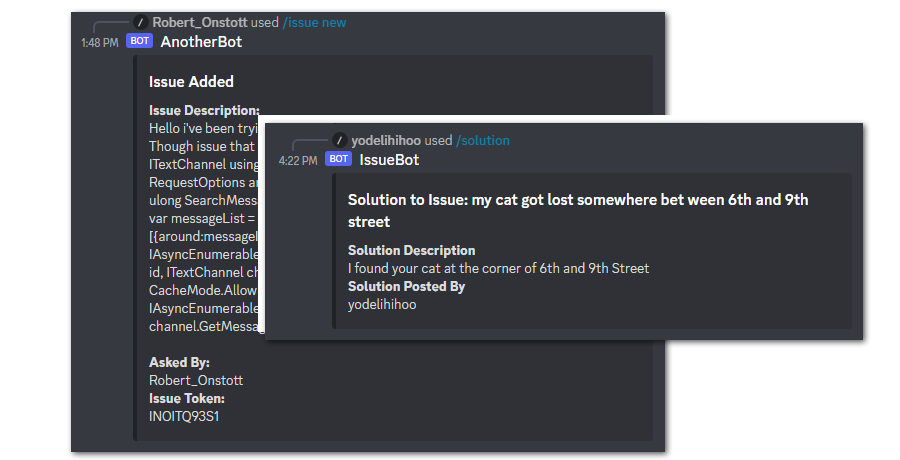 Robert_Onstott used /issue new
1:48 PM BOT AnotherBot
Issue Added
Issue Description:
Hello i've been tryi
Though issue that
ITextChannel using
RequestOptions ar
ulong SearchMess
var messageList =
[{around:message
IAsyncEnumerable
id, ITextChannel ch
CacheMode.Allow
IAsyncEnumerable
channel.GetMessag
Asked By:
Robert_Onstott
Issue Token:
INOITQ93S1
yodelihihoo used /solution
4:22 PM BOT IssueBot
Solution to Issue: my cat got lost somewhere bet ween 6th and 9th
street
Solution Description
I found your cat at the corner of 6th and 9th Street
Solution Posted By
yodelihihoo